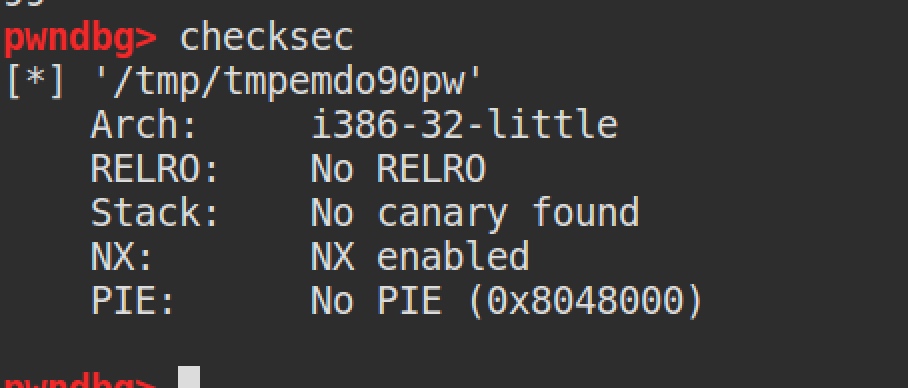 pwndbg> checksec
[*] '/tmp/tmpemdo90pw'
Arch: i386-32-little
RELRO: No RELRO
Stack: No canary found
NX: NX enabled
PIE: No PIE (0x8048000)
pwndbg>